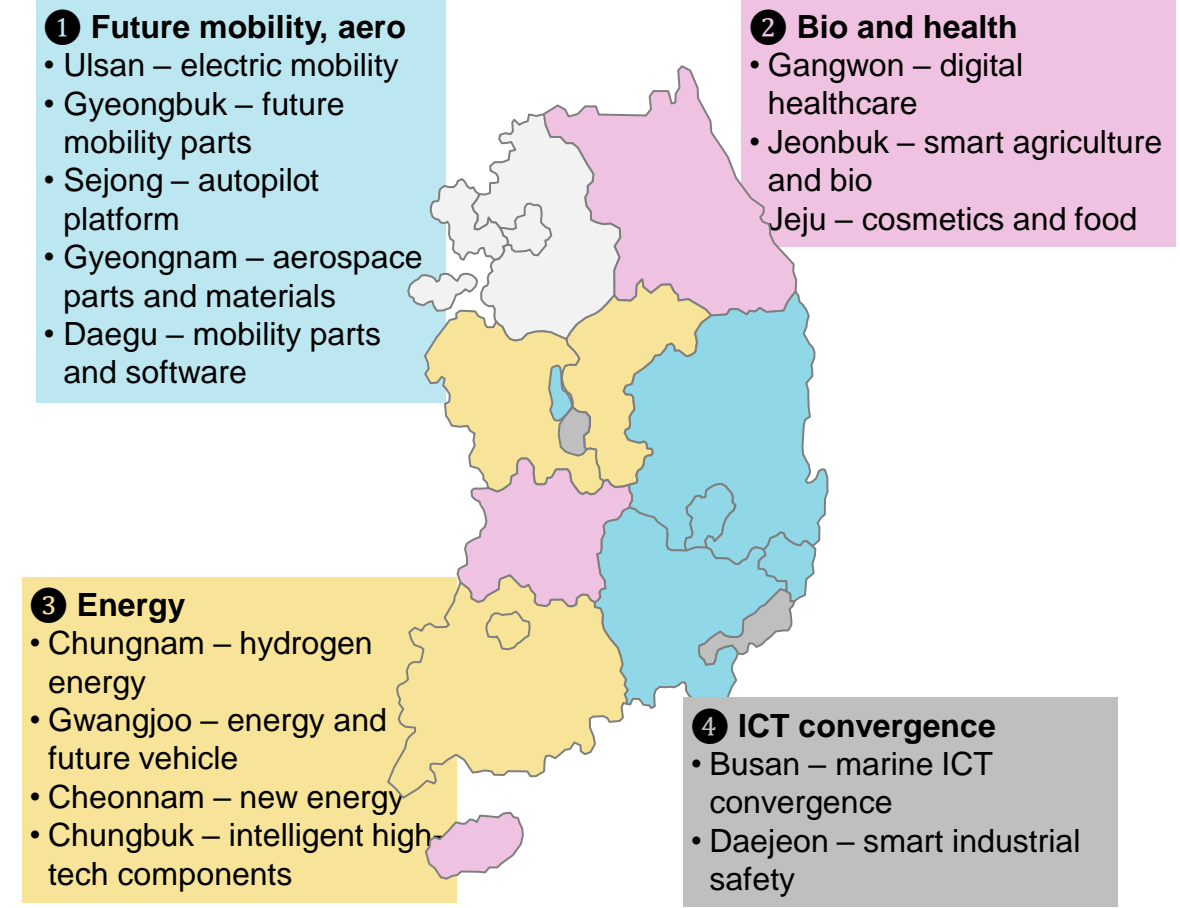 ❶ Future mobility, aero
• Ulsan – electric mobility
• Gyeongbuk – future
mobility parts
• Sejong – autopilot
platform
• Gyeongnam – aerospace
parts and materials
• Daegu – mobility parts
and software
❷ Bio and health
• Gangwon – digital
healthcare
• Jeonbuk – smart agriculture
and bio
Jeju – cosmetics and food
❸ Energy
• Chungnam – hydrogen
energy
• Gwangjoo – energy and
future vehicle
• Cheonnam – new energy
• Chungbuk – intelligent high-
tech components
❹ ICT convergence
• Busan – marine ICT
convergence
• Daejeon – smart industrial
safety